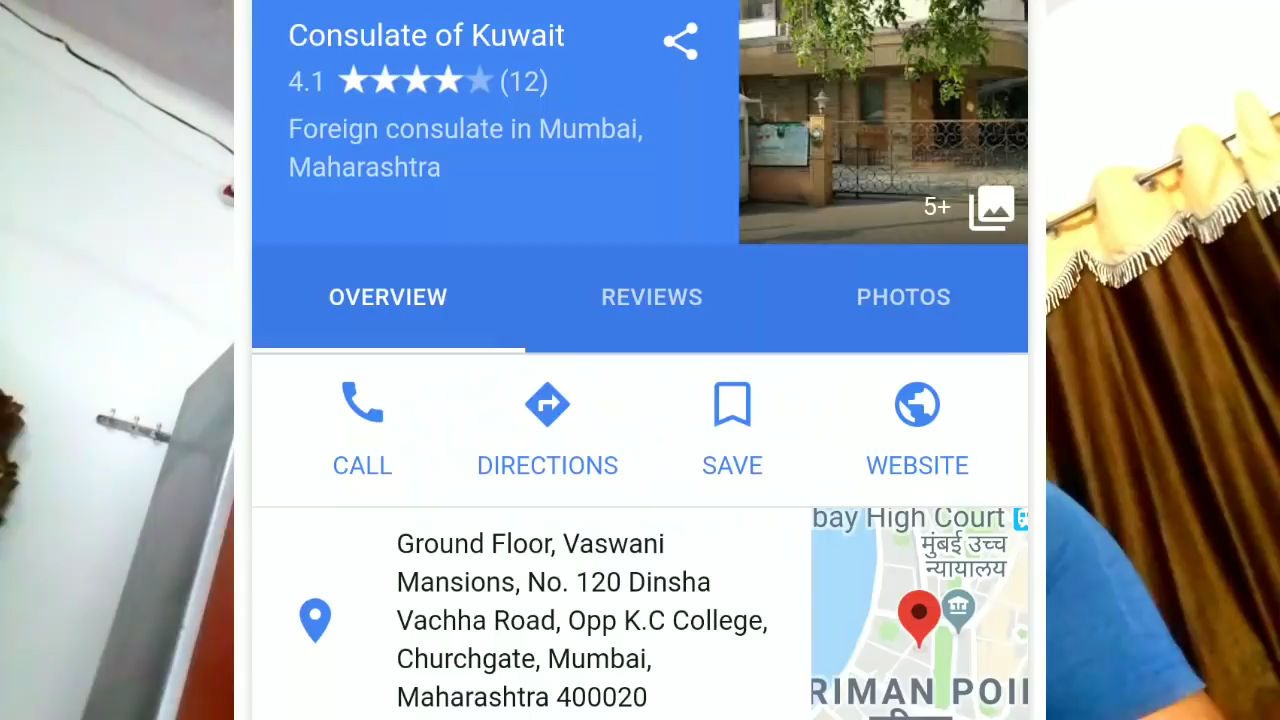 Consulate of Kuwait
4.1 (12)
Foreign consulate in Mumbai,
Maharashtra
5+
OVERVIEW
REVIEWS
PHOTOS
CALL
DIRECTIONS
SAVE
WEBSITE
Ground Floor, Vaswani
Mansions, No. 120 Dinsha
Vachha Road, Opp K.C College,
Churchgate, Mumbai,
Maharashtra 400020
bay High Court
मुंबई उच्च
न्यायालय
RIMAN POI